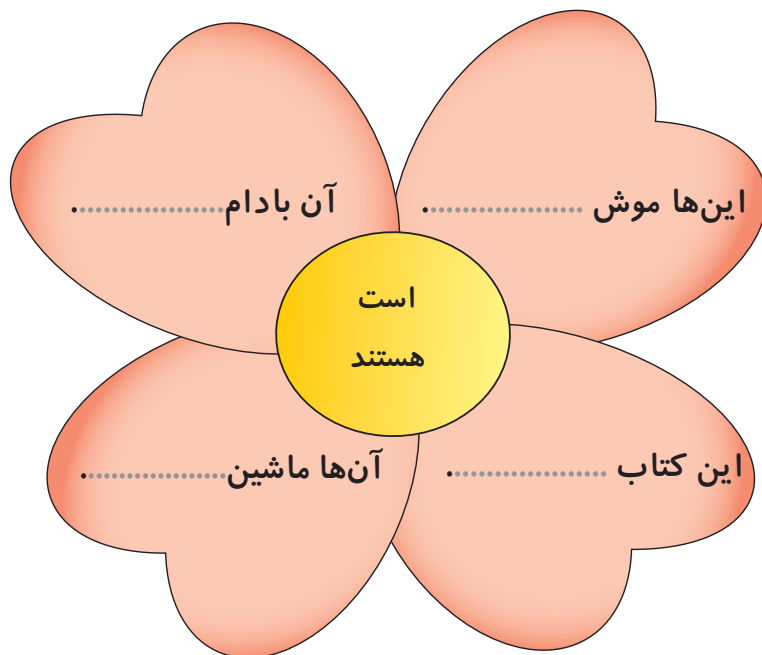 این‌ها موش ..................
آن بادام ..................
است
هستند
این کتاب ..................
آن‌ها ماشین ..................